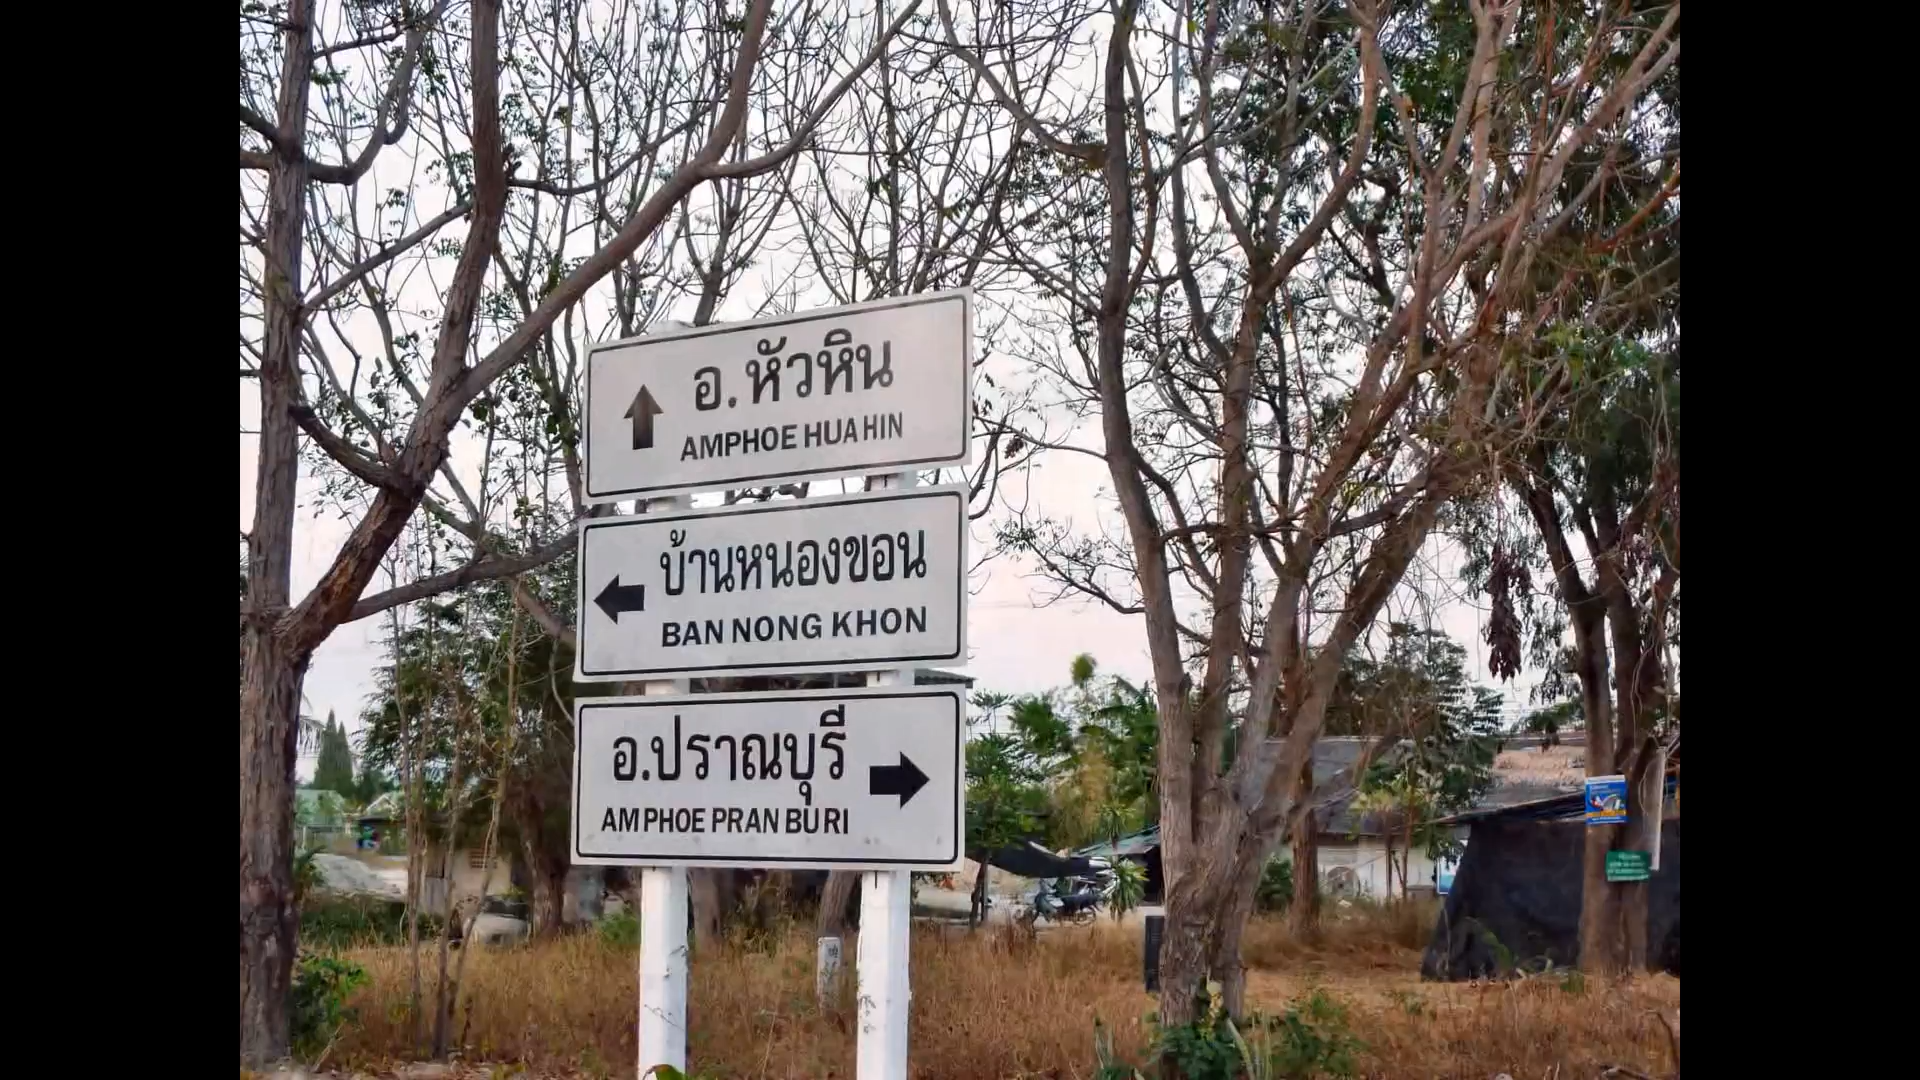 อ.หัวหิน
AMPHOE HUA HIN
บ้านหนองขอน
BAN NONG KHON
อ.ปราณบุรี
AMPHOE PRAN BURI